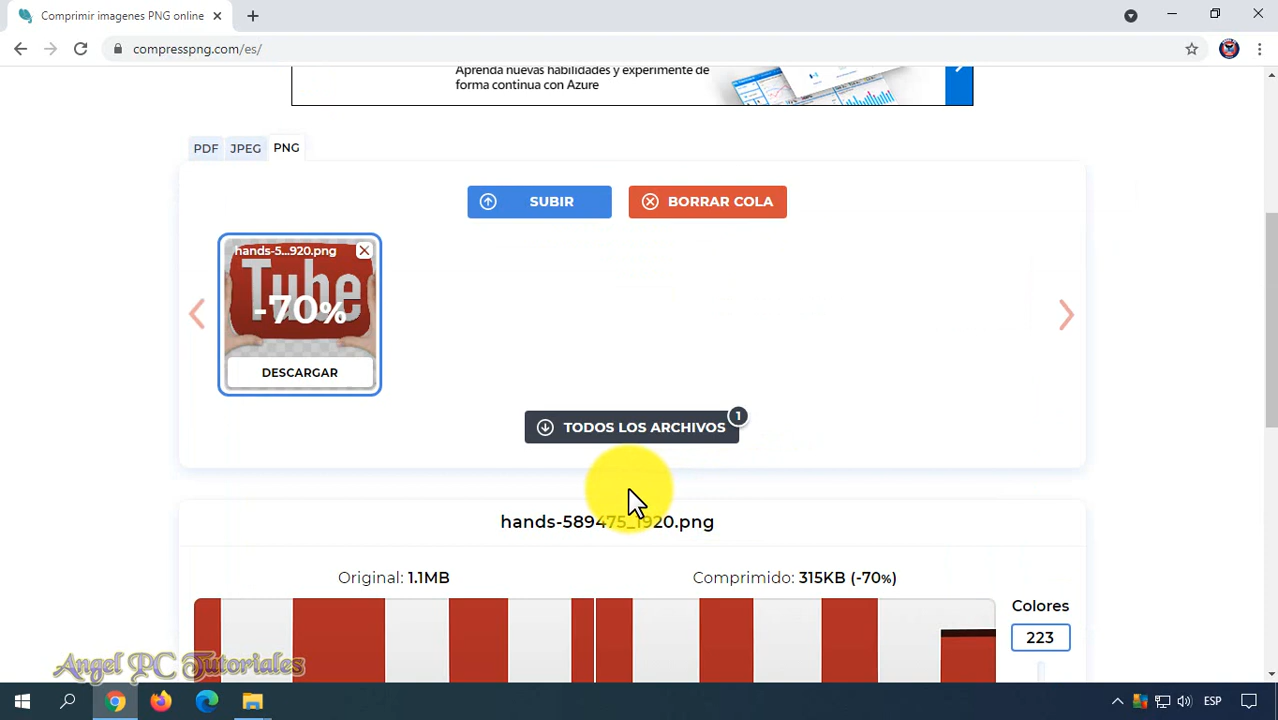 Comprimir imagenes PNG online
compresspng.com/es/
Aprenda nuevas habilidades y experimente de
forma continua con Azure
PDF JPEG PNG
SUBIR BORRAR COLA
hands-5...920.png
Tube
-70%
DESCARGAR
TODOS LOS ARCHIVOS 1
hands-589475_1920.png
Original: 1.1MB Comprimido: 315KB (-70%)
Colores
223
Angel PC Tutoriales
ESP